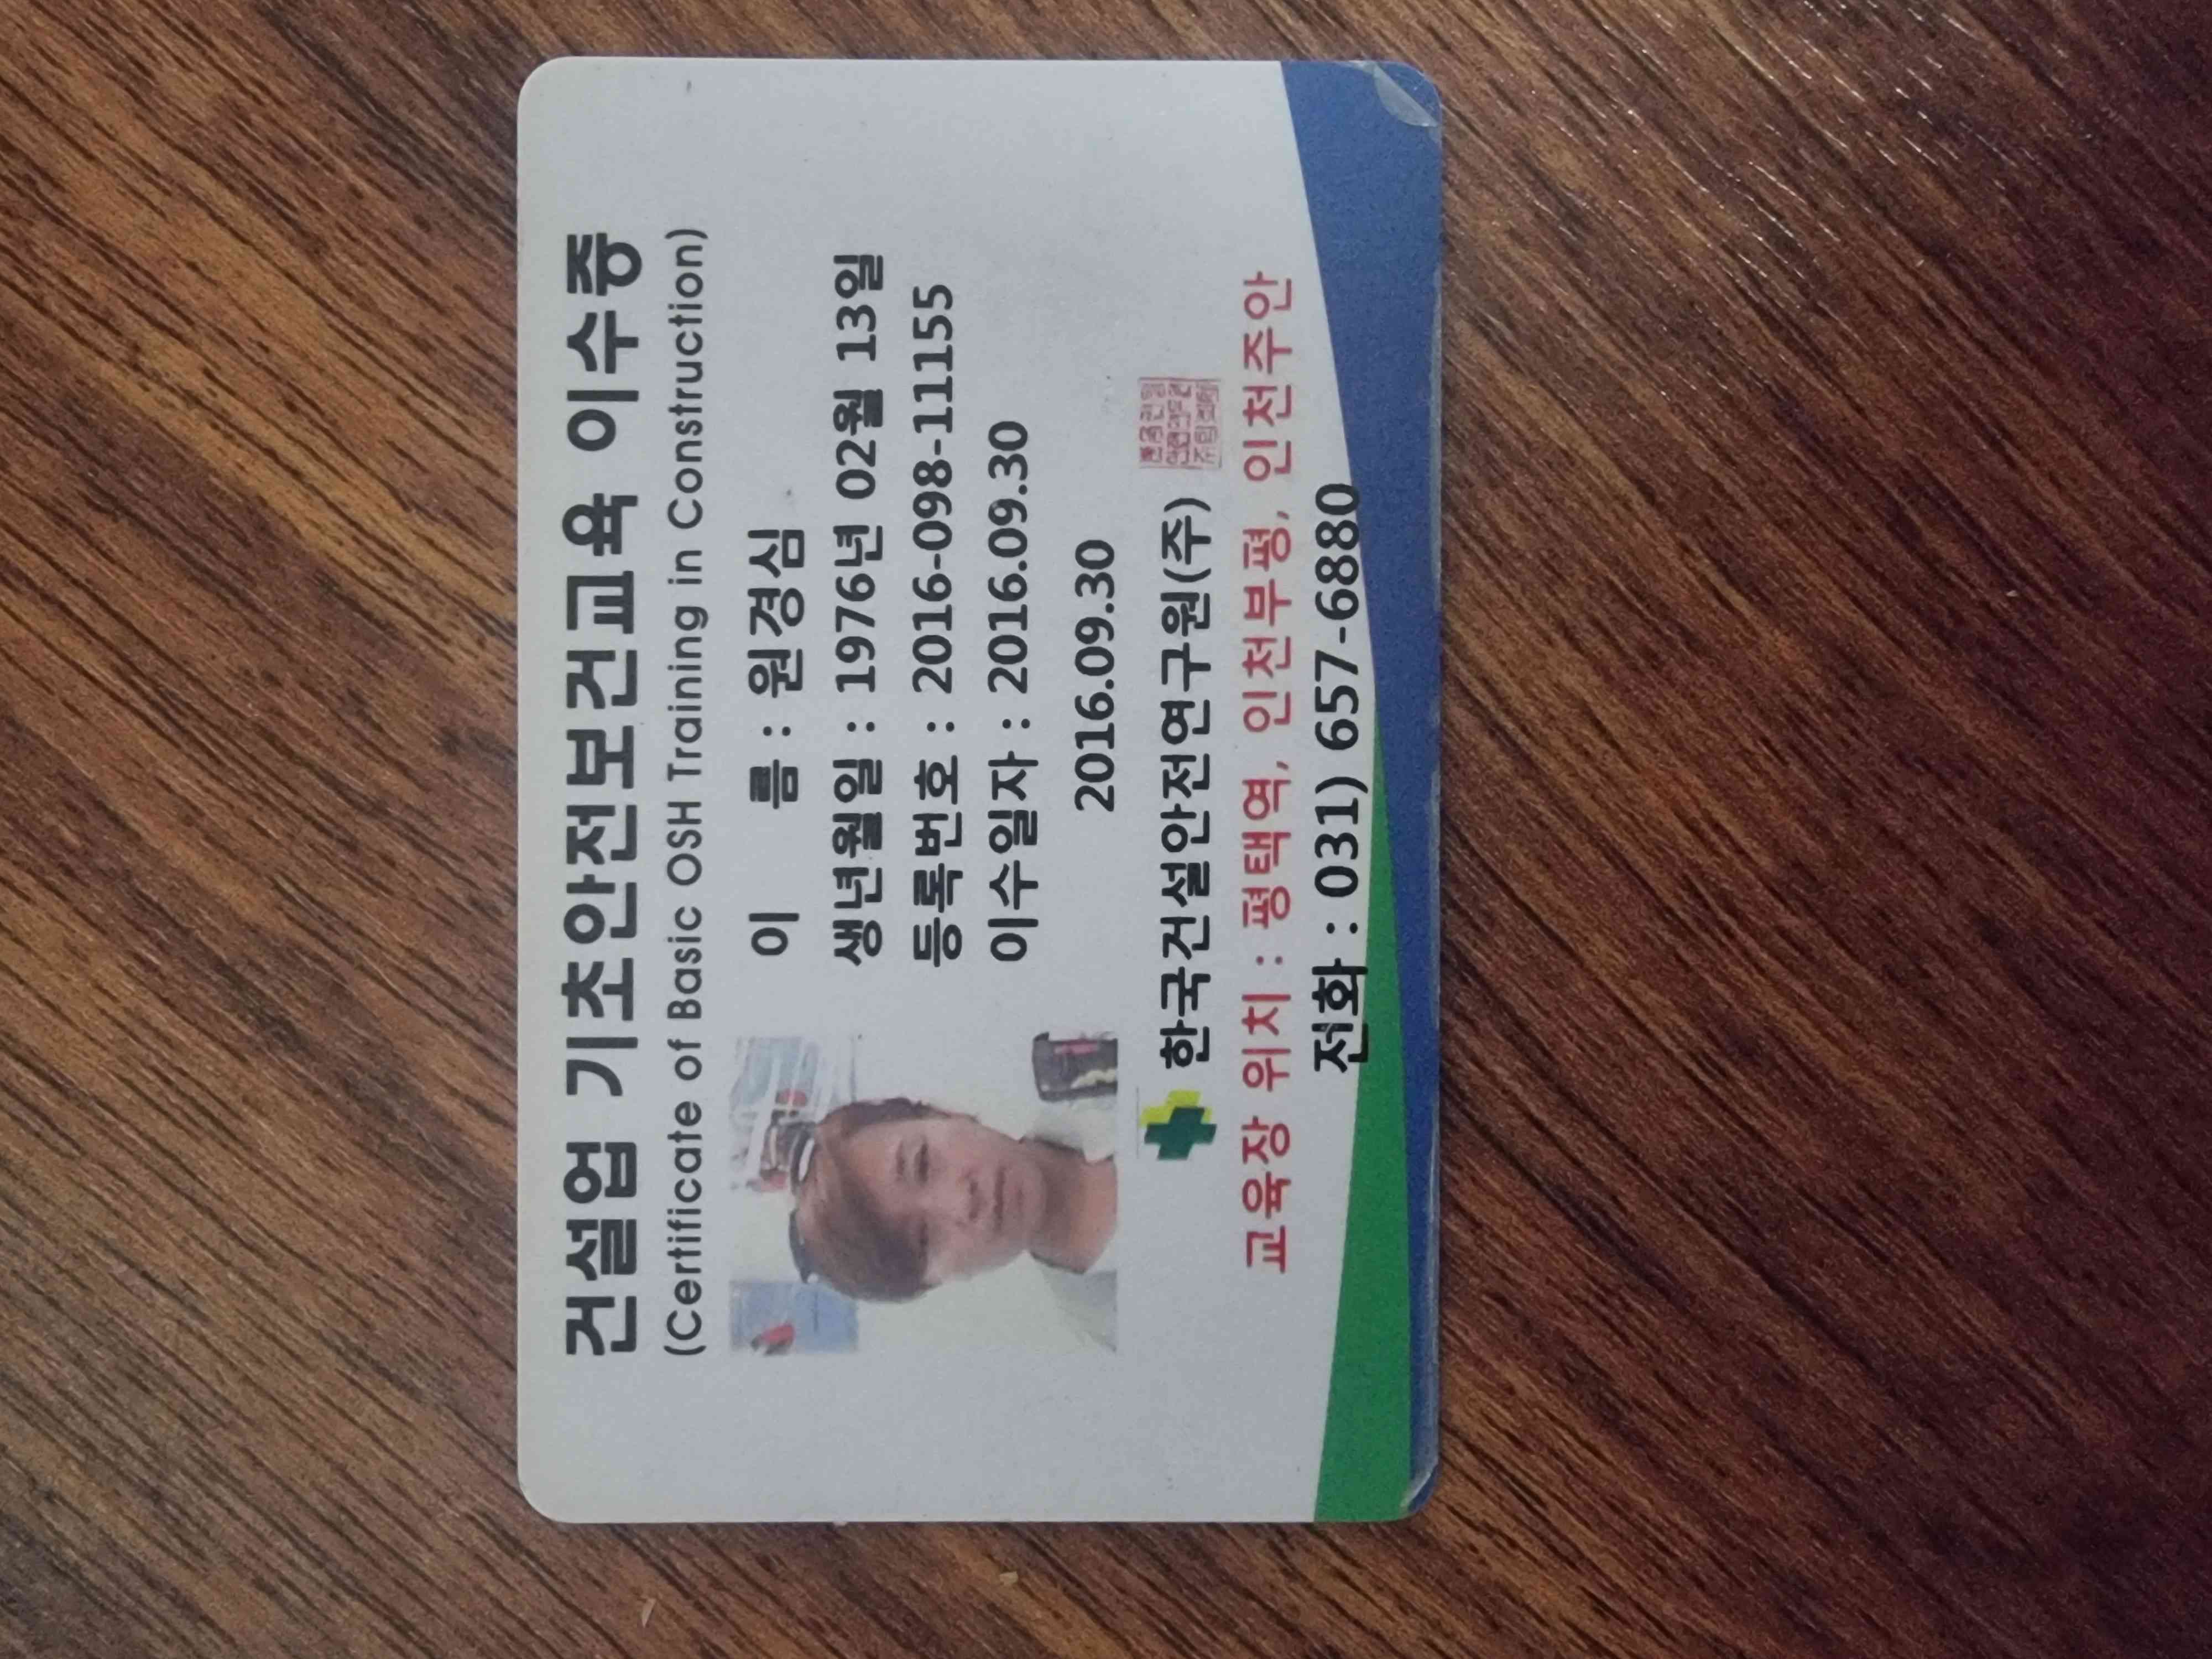 건설업 기초안전보건교육 이수증
(Certificate of Basic OSH Training in Construction)
이 름 : 원경심
생년월일 : 1976년 02월 13일
등록번호 : 2016-098-11155
이수일자 : 2016.09.30
2016.09.30
한국건설안전연구원(주)
교육장 위치 : 평택역, 인천부평, 인천주안
전화 : 031) 657-6880